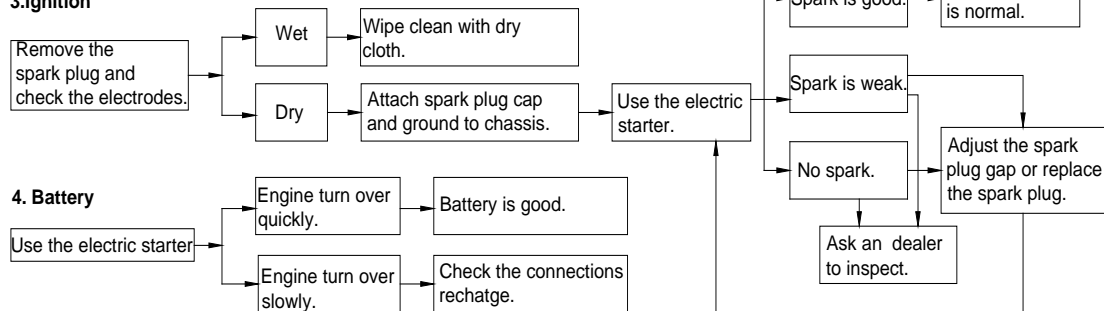 3.Ignition
Remove the
spark plug and
check the electrodes.
Wet
Wipe clean with dry
cloth.
Dry
Attach spark plug cap
and ground to chassis.
Use the electric
starter.
Spark is good.
is normal.
Spark is weak.
No spark.
Adjust the spark
plug gap or replace
the spark plug.
Ask an dealer
to inspect.
4. Battery
Use the electric starter
Engine turn over
quickly.
Battery is good.
Engine turn over
slowly.
Check the connections
rechatge.